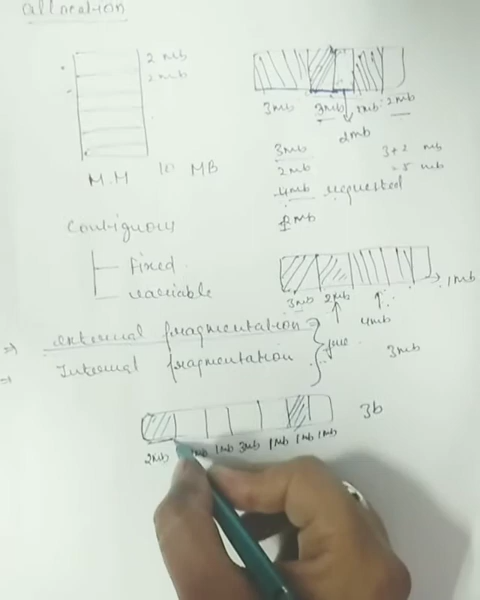 allocation
2 mb
2 mb
M.M 10 MB
3mb 3mb 2mb 2mb
2mb
3mb
2mb
4mb requested
2mb
3+2 mb
=5 mb
Contiguous
fixed
variable
3mb 2mb
1mb
4mb
3mb
=> external fragmentation
=> Internal fragmentation
2mb 1mb 3mb 1mb 1mb 1mb
3b